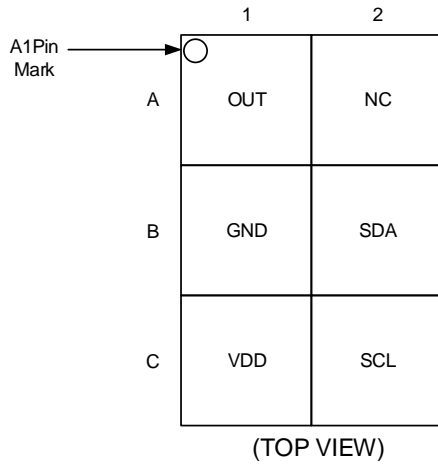 1 2
A1Pin
Mark
A OUT NC
B GND SDA
C VDD SCL
(TOP VIEW)